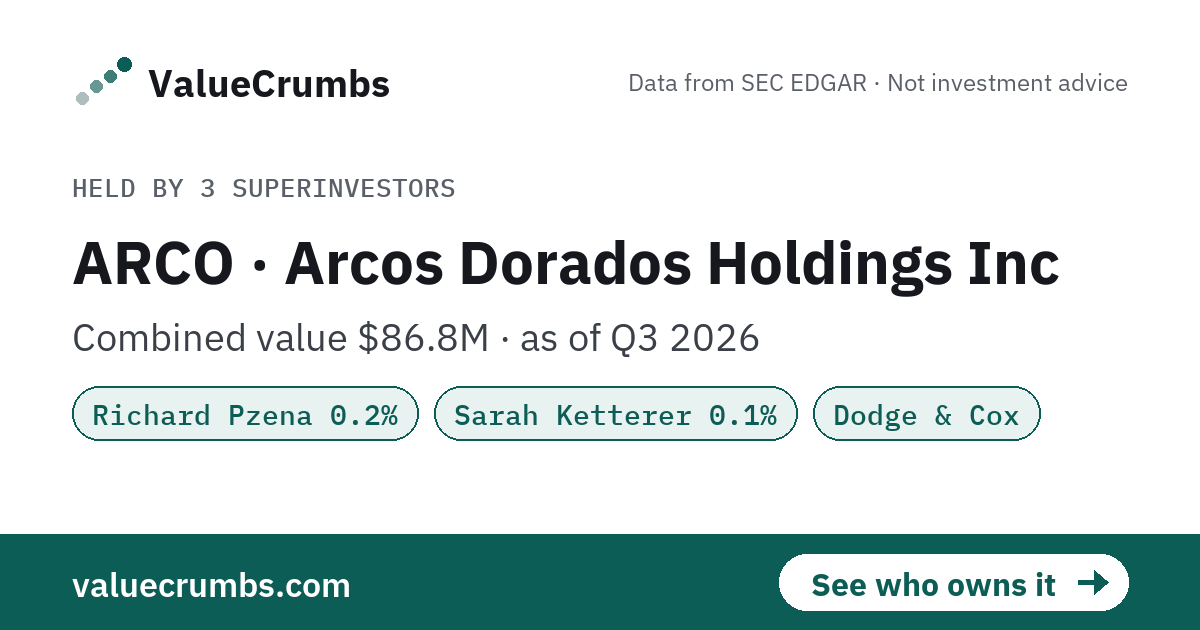 ValueCrumbs
Data from SEC EDGAR · Not investment advice
HELD BY 3 SUPERINVESTORS
ARCO · Arcos Dorados Holdings Inc
Combined value $86.8M · as of Q3 2026
Richard Pzena 0.2%
Sarah Ketterer 0.1%
Dodge & Cox
valuecrumbs.com
See who owns it →